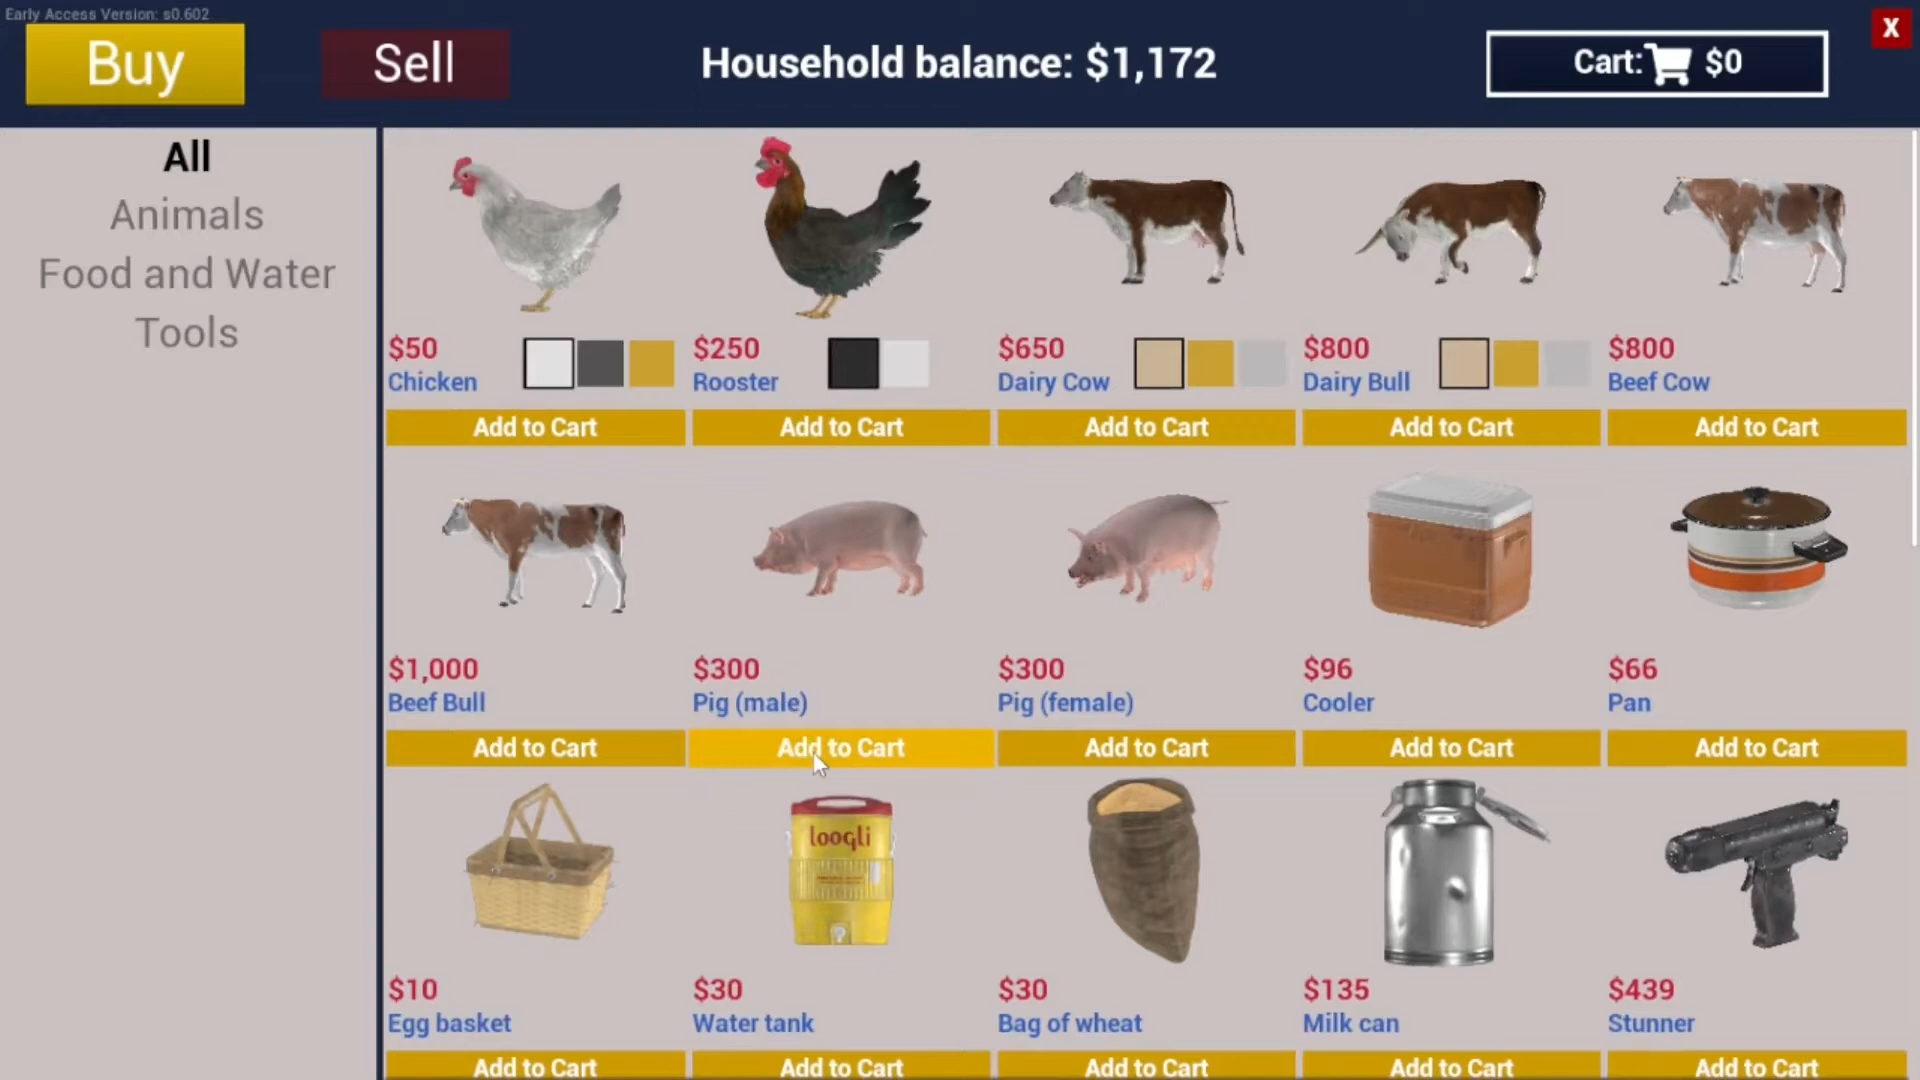 Early Access Version: s0.602
Buy
Sell
Household balance: $1,172
Cart: $0
X
All
Animals
Food and Water
Tools
$50
Chicken
Add to Cart
$250
Rooster
Add to Cart
$650
Dairy Cow
Add to Cart
$800
Dairy Bull
Add to Cart
$800
Beef Cow
Add to Cart
$1,000
Beef Bull
Add to Cart
$300
Pig (male)
Add to Cart
$300
Pig (female)
Add to Cart
$96
Cooler
Add to Cart
$66
Pan
Add to Cart
$10
Egg basket
Add to Cart
loogli
$30
Water tank
Add to Cart
$30
Bag of wheat
Add to Cart
$135
Milk can
Add to Cart
$439
Stunner
Add to Cart